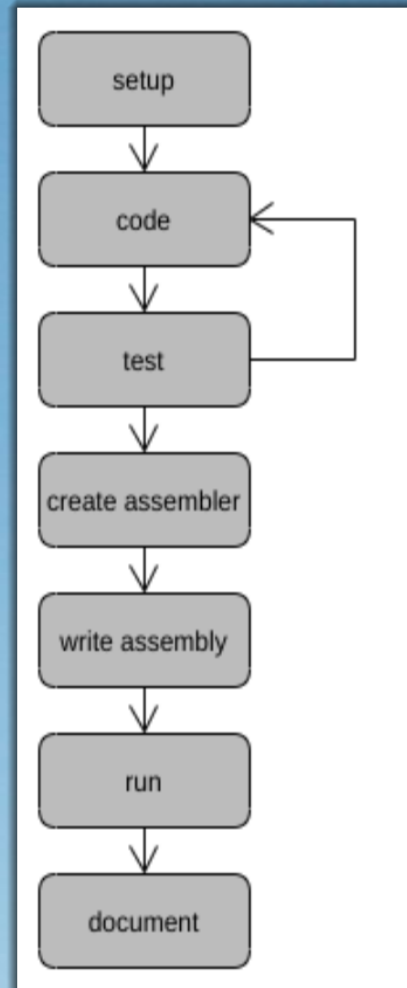 setup
code
test
create assembler
write assembly
run
document